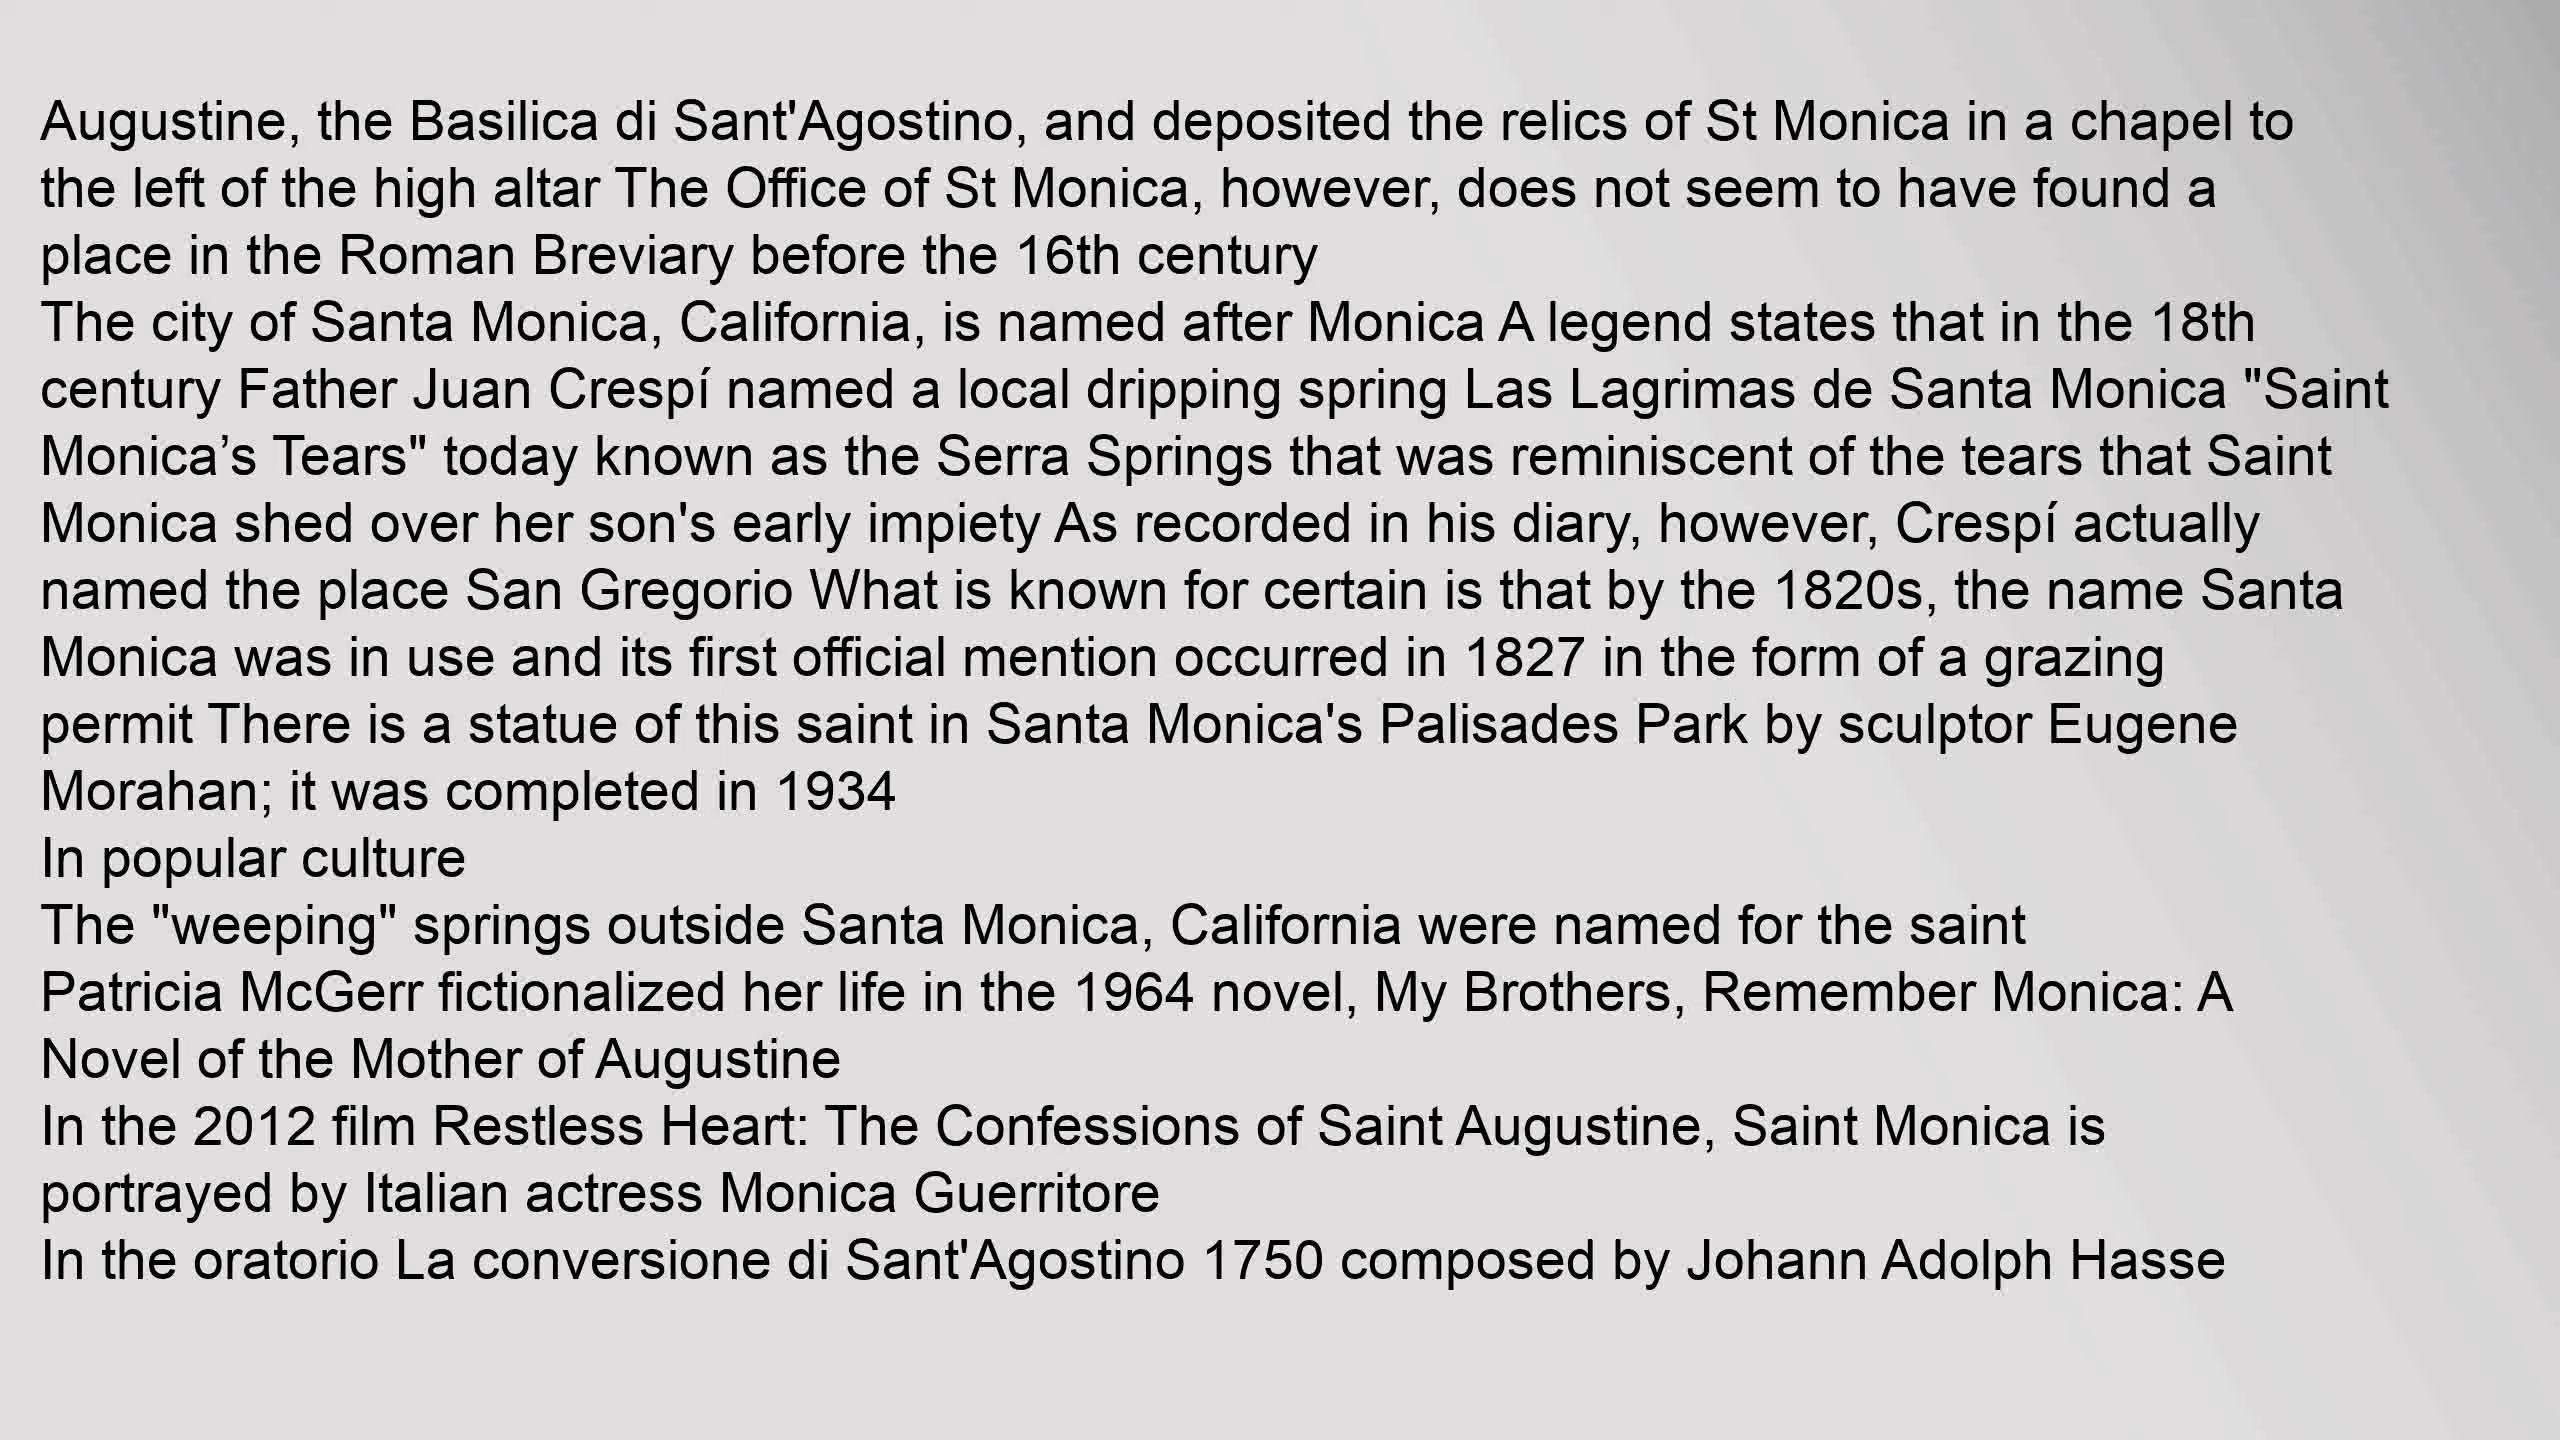 Augustine, the Basilica di Sant'Agostino, and deposited the relics of St Monica in a chapel to
the left of the high altar The Office of St Monica, however, does not seem to have found a
place in the Roman Breviary before the 16th century
The city of Santa Monica, California, is named after Monica A legend states that in the 18th
century Father Juan Crespí named a local dripping spring Las Lagrimas de Santa Monica "Saint
Monica’s Tears" today known as the Serra Springs that was reminiscent of the tears that Saint
Monica shed over her son's early impiety As recorded in his diary, however, Crespí actually
named the place San Gregorio What is known for certain is that by the 1820s, the name Santa
Monica was in use and its first official mention occurred in 1827 in the form of a grazing
permit There is a statue of this saint in Santa Monica's Palisades Park by sculptor Eugene
Morahan; it was completed in 1934
In popular culture
The "weeping" springs outside Santa Monica, California were named for the saint
Patricia McGerr fictionalized her life in the 1964 novel, My Brothers, Remember Monica: A
Novel of the Mother of Augustine
In the 2012 film Restless Heart: The Confessions of Saint Augustine, Saint Monica is
portrayed by Italian actress Monica Guerritore
In the oratorio La conversione di Sant'Agostino 1750 composed by Johann Adolph Hasse